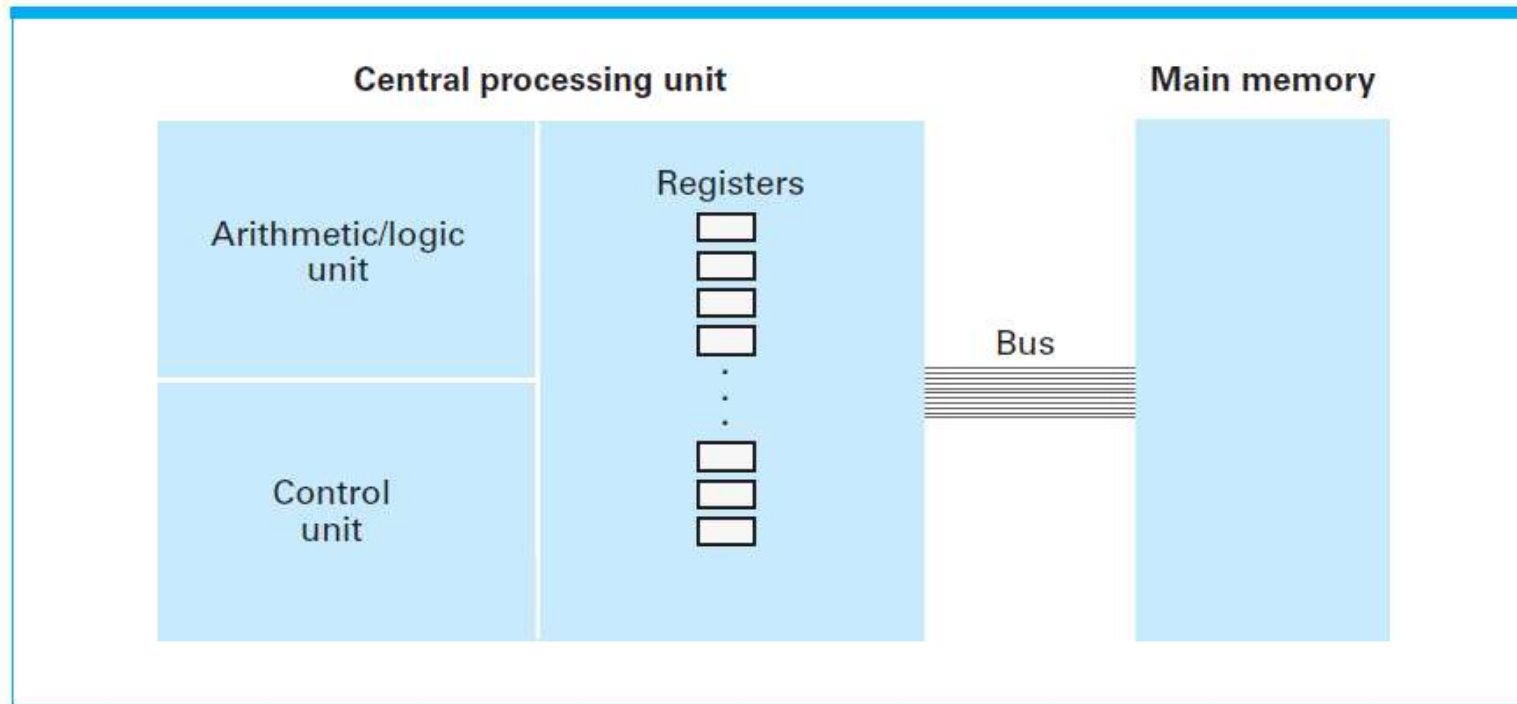 Central processing unit
Main memory
Arithmetic/logic
unit
Registers
.
.
.
Control
unit
Bus